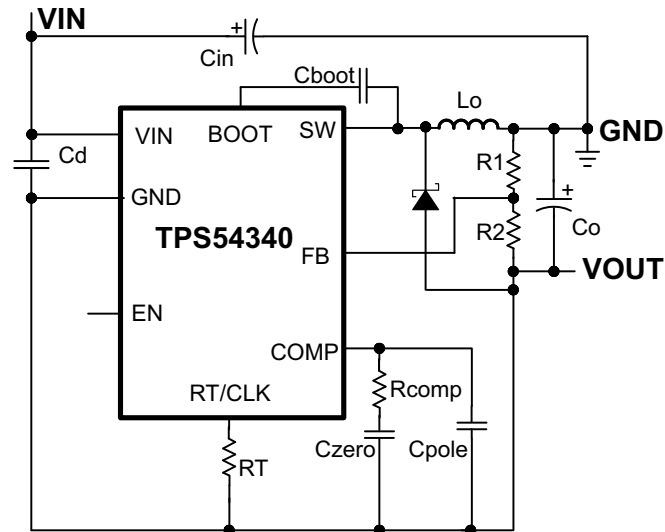 VIN
+
Cin
Cboot
Lo
VIN
BOOT
SW
GND
Cd
R1
GND
+
TPS54340
R2
Co
FB
VOUT
EN
COMP
RT/CLK
Rcomp
RT
Czero
Cpole